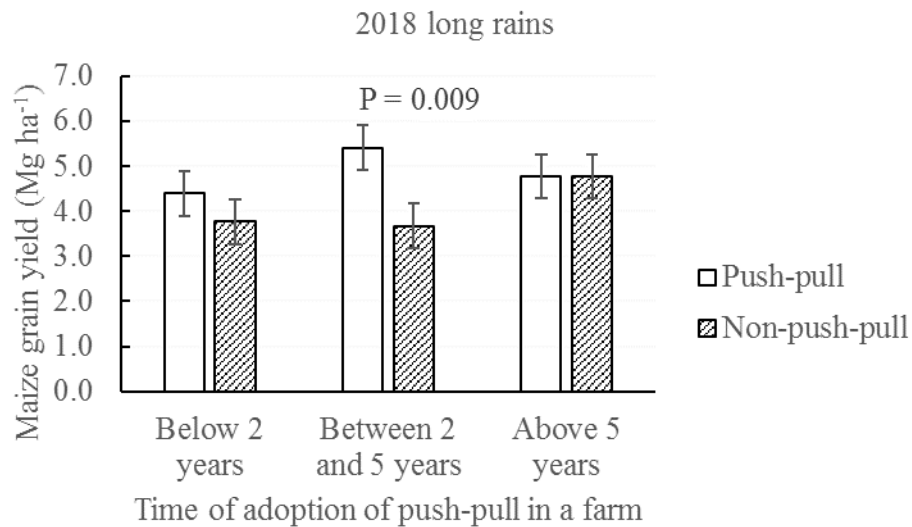 2018 long rains
7.0
6.0
5.0
4.0
3.0
2.0
1.0
0.0
Maize grain yield (Mg ha⁻¹)
P = 0.009
Push-pull
Non-push-pull
Below 2
years
Between 2
and 5 years
Above 5
years
Time of adoption of push-pull in a farm